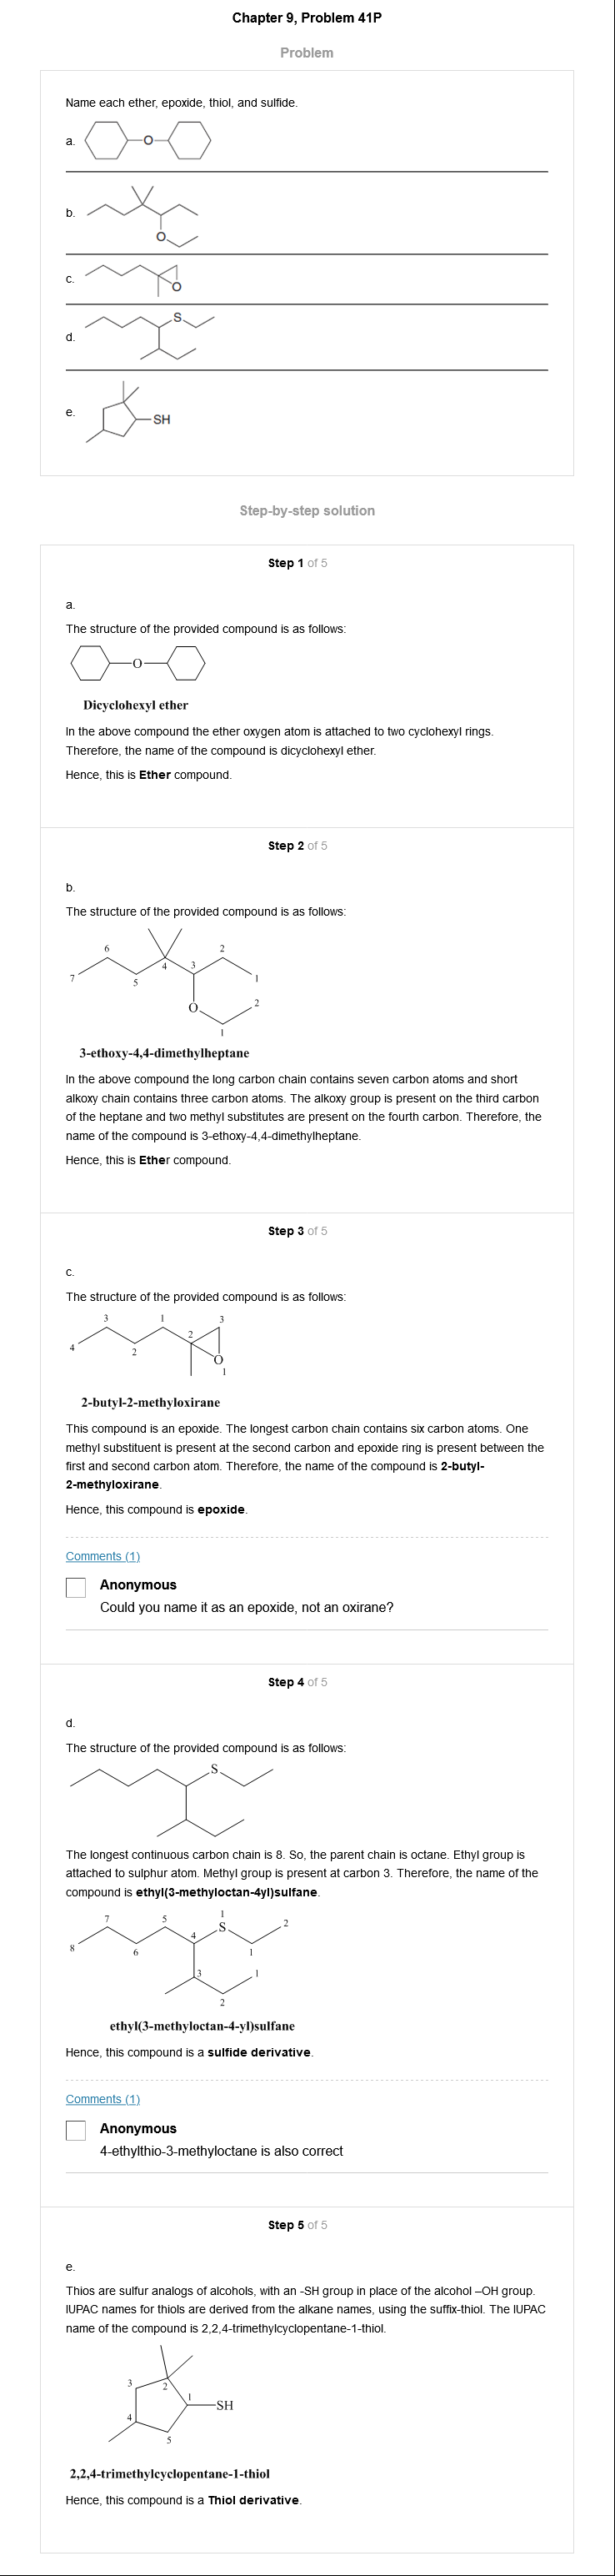 Chapter 9, Problem 41P
Problem
Name each ether, epoxide, thiol, and sulfide.
a.
O
b.
O
c.
O
d.
S
e.
SH
Step-by-step solution
Step 1 of 5
a.
The structure of the provided compound is as follows:
O
Dicyclohexyl ether
In the above compound the ether oxygen atom is attached to two cyclohexyl rings.
Therefore, the name of the compound is dicyclohexyl ether.
Hence, this is Ether compound.
Step 2 of 5
b.
The structure of the provided compound is as follows:
6 2
4 3
7 5 1
O 2
1
3-ethoxy-4,4-dimethylheptane
In the above compound the long carbon chain contains seven carbon atoms and short
alkoxy chain contains three carbon atoms. The alkoxy group is present on the third carbon
of the heptane and two methyl substitutes are present on the fourth carbon. Therefore, the
name of the compound is 3-ethoxy-4,4-dimethylheptane.
Hence, this is Ether compound.
Step 3 of 5
c.
The structure of the provided compound is as follows:
3 1 3
2
4 2 O
1
2-butyl-2-methyloxirane
This compound is an epoxide. The longest carbon chain contains six carbon atoms. One
methyl substituent is present at the second carbon and epoxide ring is present between the
first and second carbon atom. Therefore, the name of the compound is 2-butyl-
2-methyloxirane.
Hence, this compound is epoxide.
Comments (1)
Anonymous
Could you name it as an epoxide, not an oxirane?
Step 4 of 5
d.
The structure of the provided compound is as follows:
S
The longest continuous carbon chain is 8. So, the parent chain is octane. Ethyl group is
attached to sulphur atom. Methyl group is present at carbon 3. Therefore, the name of the
compound is ethyl(3-methyloctan-4yl)sulfane.
1
7 5 S 2
4
8 6 1
3 1
2
ethyl(3-methyloctan-4-yl)sulfane
Hence, this compound is a sulfide derivative.
Comments (1)
Anonymous
4-ethylthio-3-methyloctane is also correct
Step 5 of 5
e.
Thios are sulfur analogs of alcohols, with an -SH group in place of the alcohol –OH group.
IUPAC names for thiols are derived from the alkane names, using the suffix-thiol. The IUPAC
name of the compound is 2,2,4-trimethylcyclopentane-1-thiol.
3 2
1
SH
4
5
2,2,4-trimethylcyclopentane-1-thiol
Hence, this compound is a Thiol derivative.